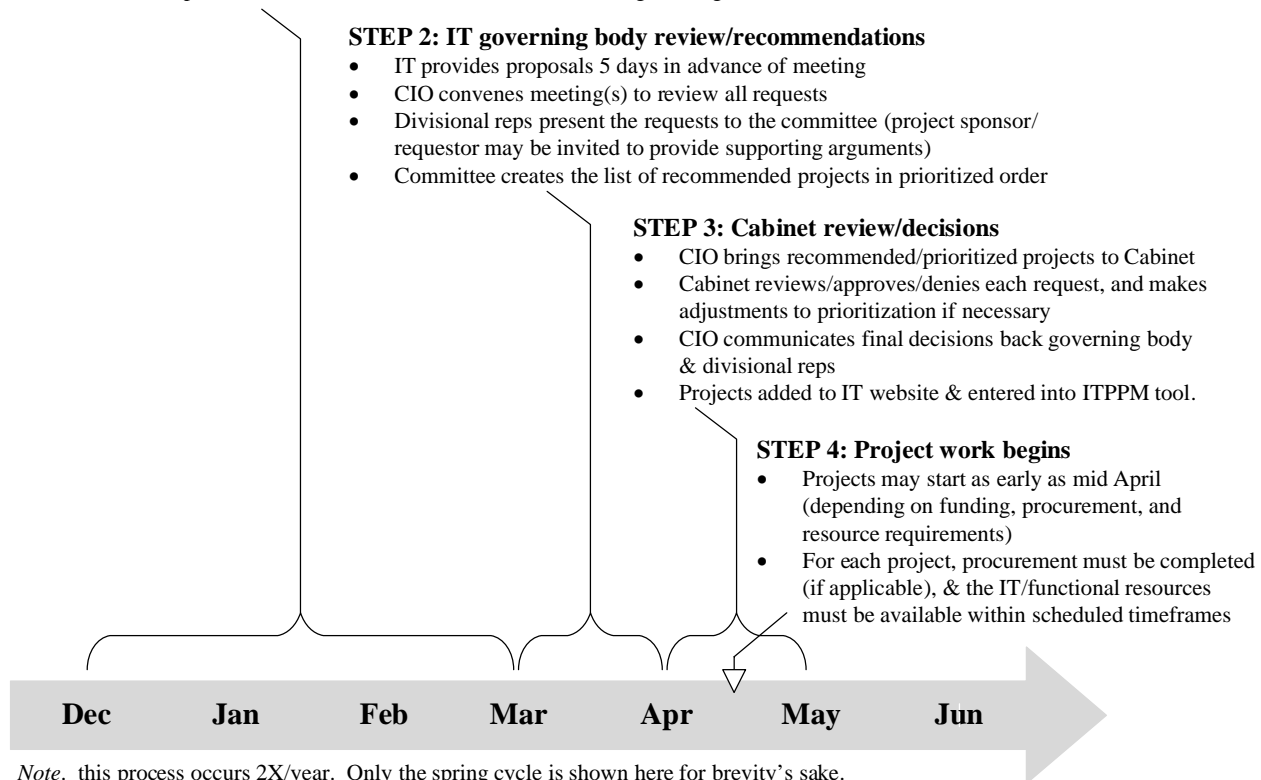 STEP 2: IT governing body review/recommendations
• IT provides proposals 5 days in advance of meeting
• CIO convenes meeting(s) to review all requests
• Divisional reps present the requests to the committee (project sponsor/
requestor may be invited to provide supporting arguments)
• Committee creates the list of recommended projects in prioritized order
STEP 3: Cabinet review/decisions
• CIO brings recommended/prioritized projects to Cabinet
• Cabinet reviews/approves/denies each request, and makes
adjustments to prioritization if necessary
• CIO communicates final decisions back governing body
& divisional reps
• Projects added to IT website & entered into ITPPM tool.
STEP 4: Project work begins
• Projects may start as early as mid April
(depending on funding, procurement, and
resource requirements)
• For each project, procurement must be completed
(if applicable), & the IT/functional resources
must be available within scheduled timeframes
Dec Jan Feb Mar Apr May Jun
Note. this process occurs 2X/year. Only the spring cycle is shown here for brevity's sake.